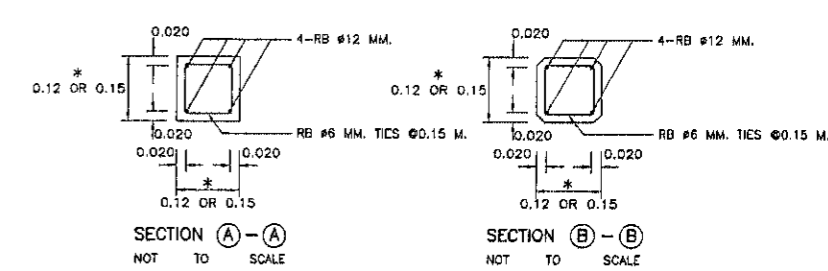 0.020
4-RB ø12 MM.
*
0.12 OR 0.15
0.020
RB ø6 MM. TIES @0.15 M.
0.020
0.020
*
0.12 OR 0.15
SECTION A - A
NOT TO SCALE
0.020
4-RB ø12 MM.
*
0.12 OR 0.15
0.020
RB ø6 MM. TIES @0.15 M.
0.020
0.020
*
0.12 OR 0.15
SECTION B - B
NOT TO SCALE